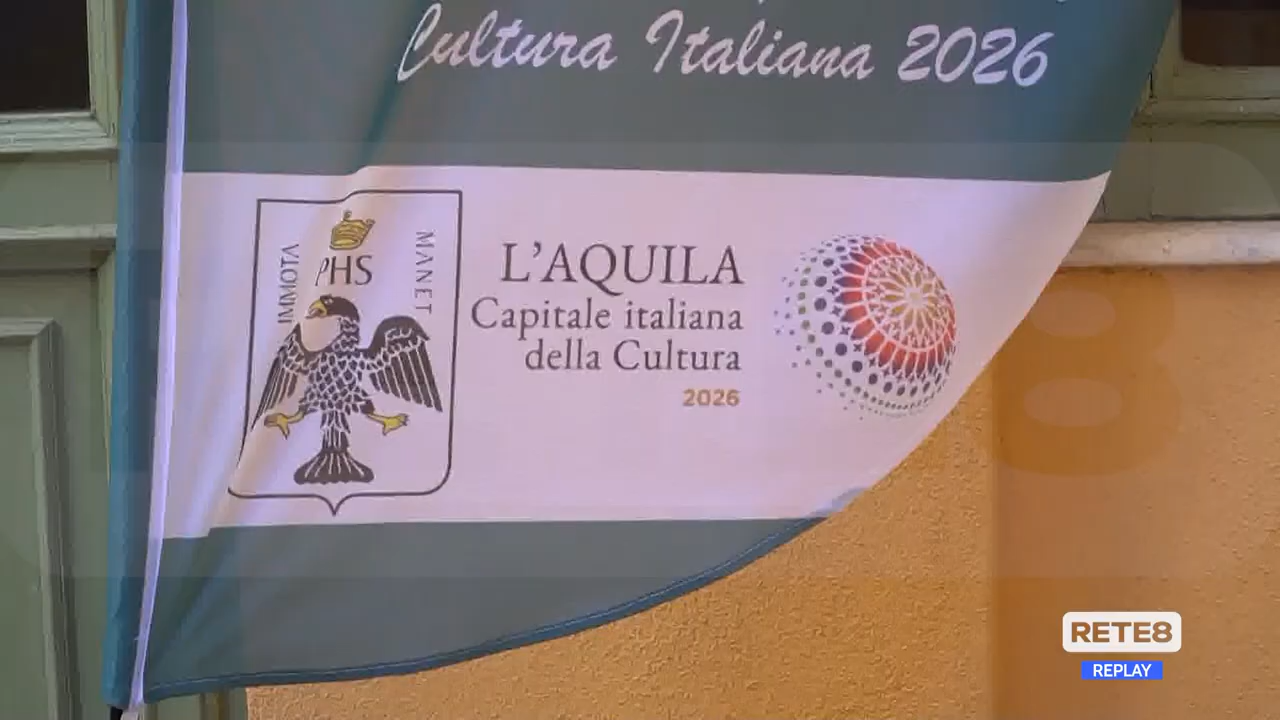 Cultura Italiana 2026
IMMOTA
PHS
MANET
L'AQUILA
Capitale italiana
della Cultura
2026
RETE8
REPLAY